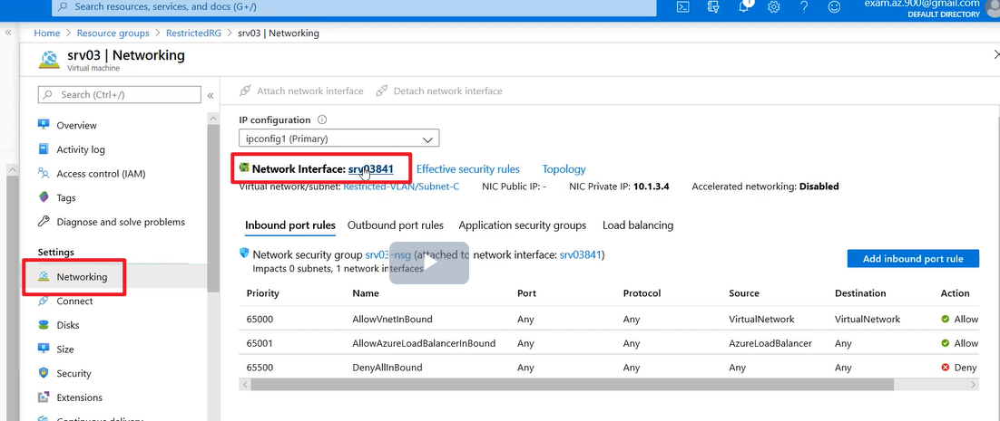 Search resources, services, and docs (G+/)
1
exam.az.900@gmail.com
DEFAULT DIRECTORY
Home > Resource groups > RestrictedRG > srv03 | Networking
srv03 | Networking
Virtual machine
Search (Ctrl+/)
Overview
Activity log
Access control (IAM)
Tags
Diagnose and solve problems
Settings
Networking
Connect
Disks
Size
Security
Extensions
Continuous delivery
Attach network interface Detach network interface
IP configuration
ipconfig1 (Primary)
Network Interface: srv03841 Effective security rules Topology
Virtual network/subnet: Restricted-VLAN/Subnet-C NIC Public IP: - NIC Private IP: 10.1.3.4 Accelerated networking: Disabled
Inbound port rules Outbound port rules Application security groups Load balancing
Network security group srv03-nsg (attached to network interface: srv03841)
Impacts 0 subnets, 1 network interfaces
Add inbound port rule
Priority Name Port Protocol Source Destination Action
65000 AllowVnetInBound Any Any VirtualNetwork VirtualNetwork Allow
65001 AllowAzureLoadBalancerInBound Any Any AzureLoadBalancer Any Allow
65500 DenyAllInBound Any Any Any Any Deny